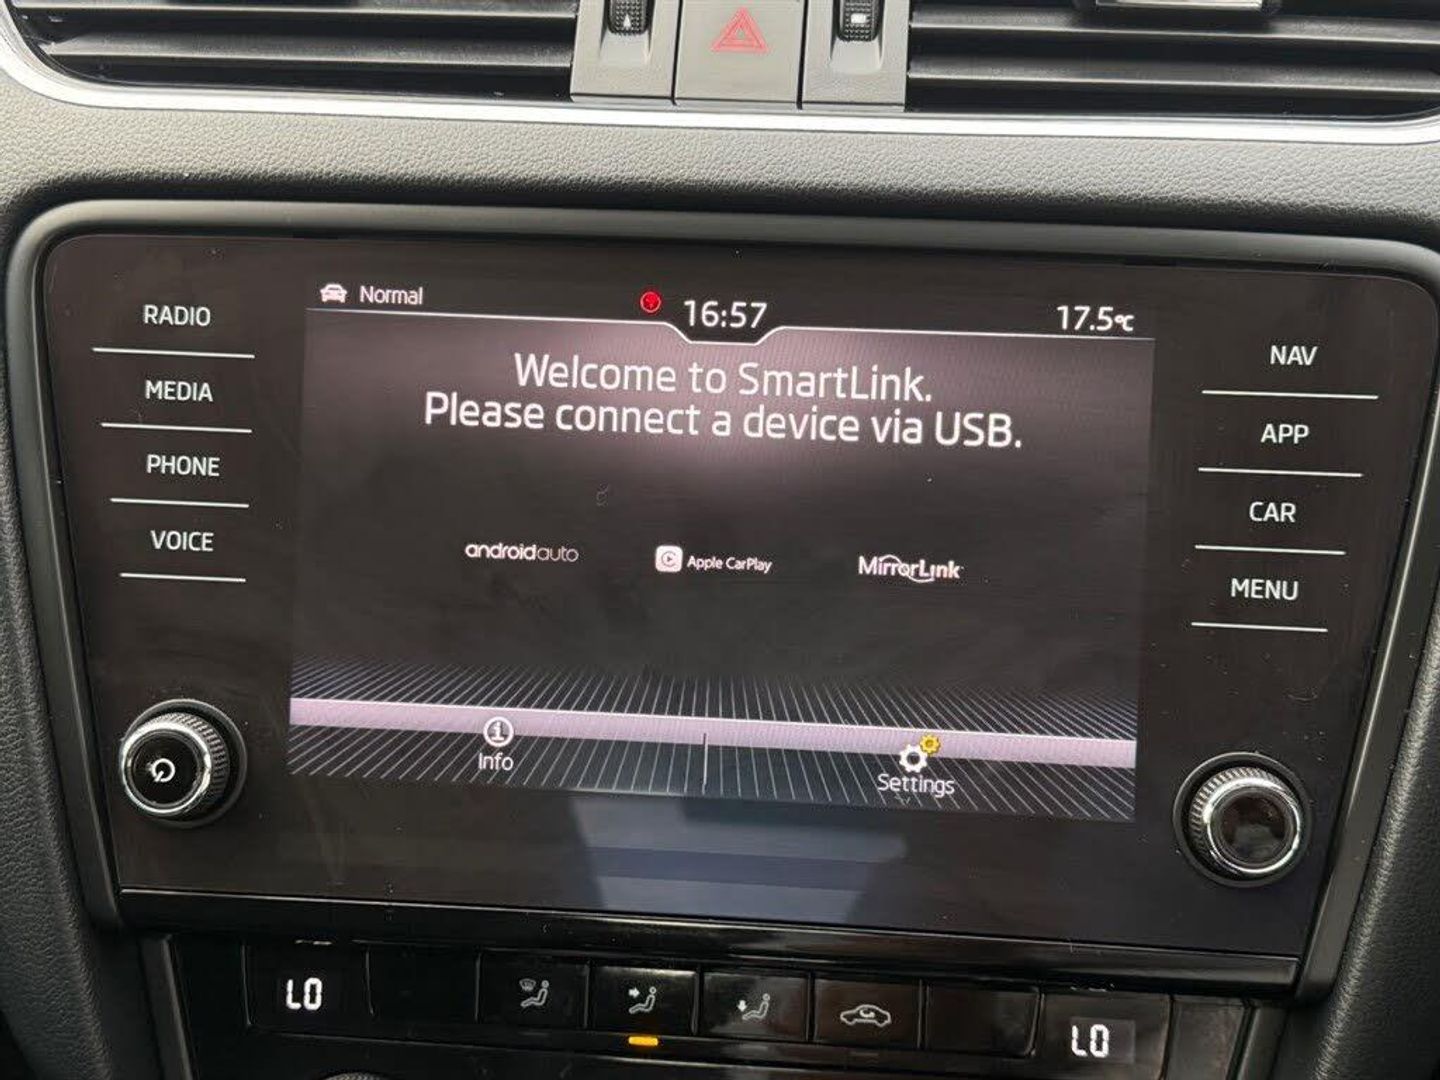 Normal
16:57
17.5°C
RADIO
MEDIA
PHONE
VOICE
Welcome to SmartLink.
Please connect a device via USB.
androidauto
Apple CarPlay
MirrorLink
Info
Settings
NAV
APP
CAR
MENU
LO
LO